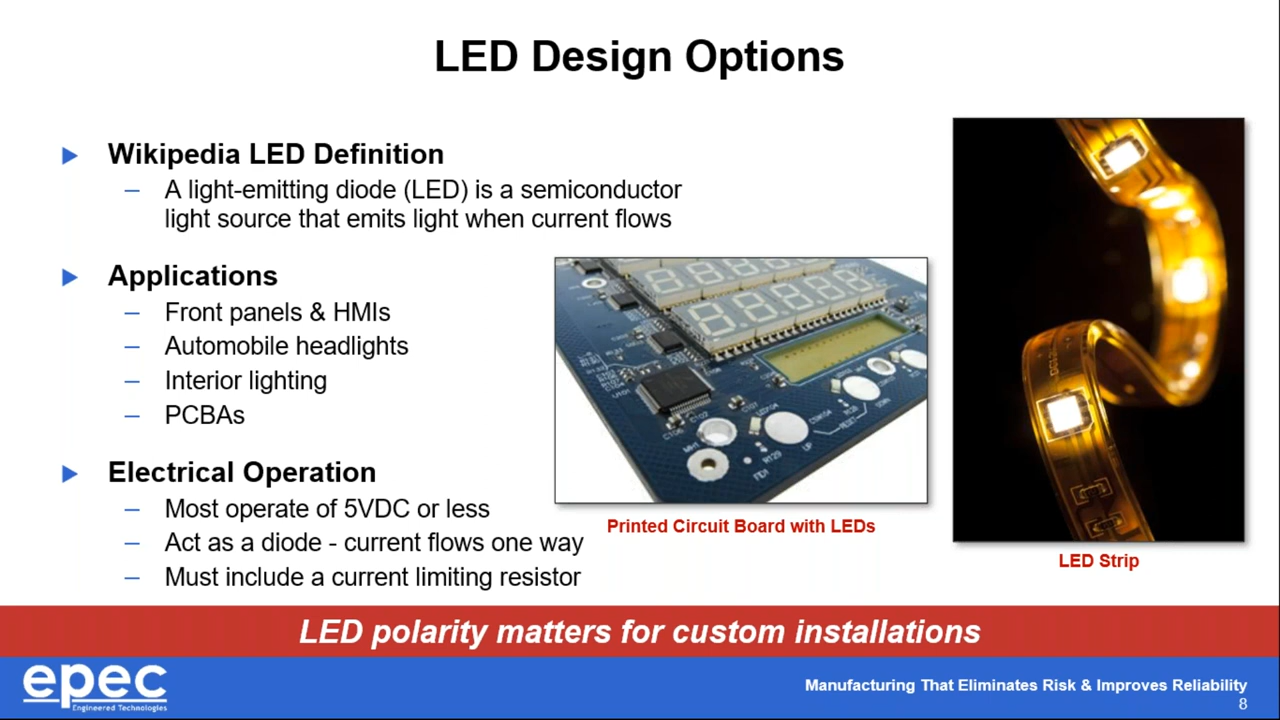 LED Design Options
Wikipedia LED Definition
– A light-emitting diode (LED) is a semiconductor
light source that emits light when current flows
Applications
– Front panels & HMIs
– Automobile headlights
– Interior lighting
– PCBAs
Electrical Operation
– Most operate of 5VDC or less
– Act as a diode - current flows one way
– Must include a current limiting resistor
Printed Circuit Board with LEDs
LED Strip
LED polarity matters for custom installations
epec
Engineered Technologies
Manufacturing That Eliminates Risk & Improves Reliability
8